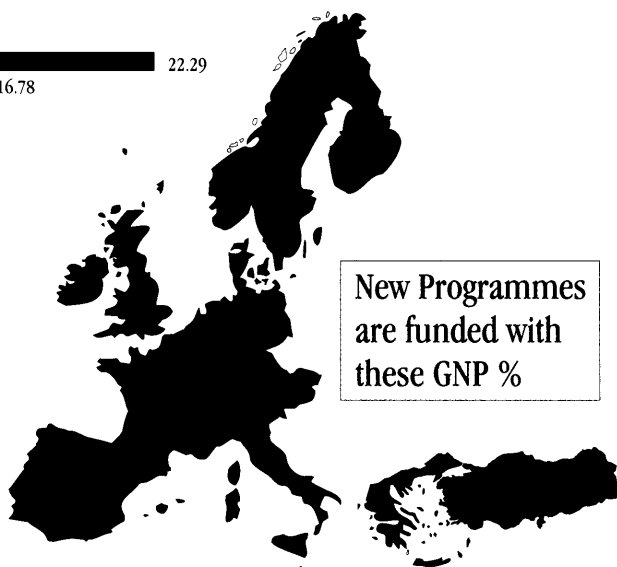 22.29
16.78
New Programmes
are funded with
these GNP %